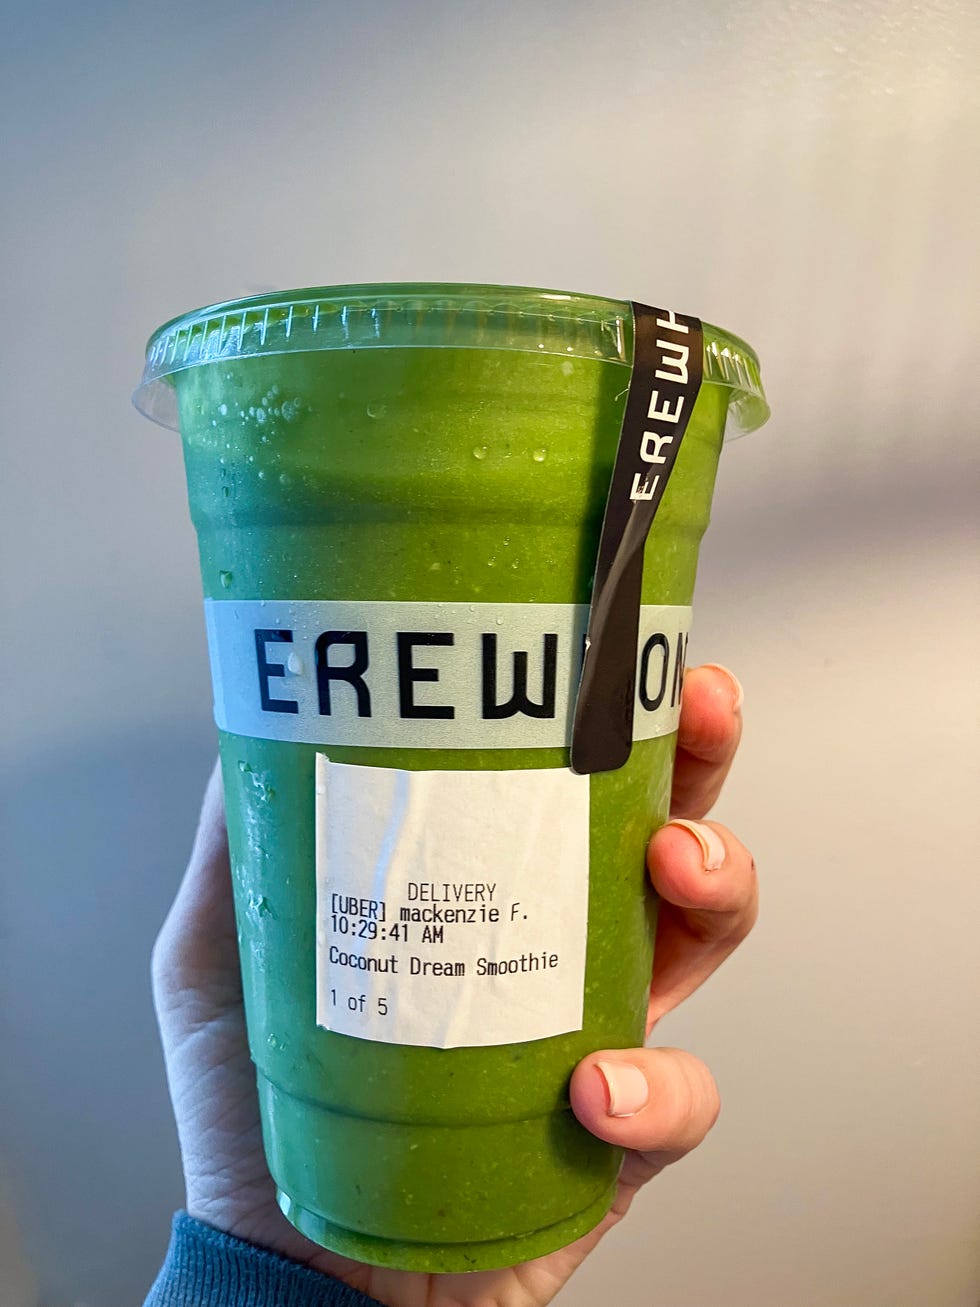 EREWH
EREW ON
DELIVERY
[UBER] mackenzie F.
10:29:41 AM
Coconut Dream Smoothie
1 of 5